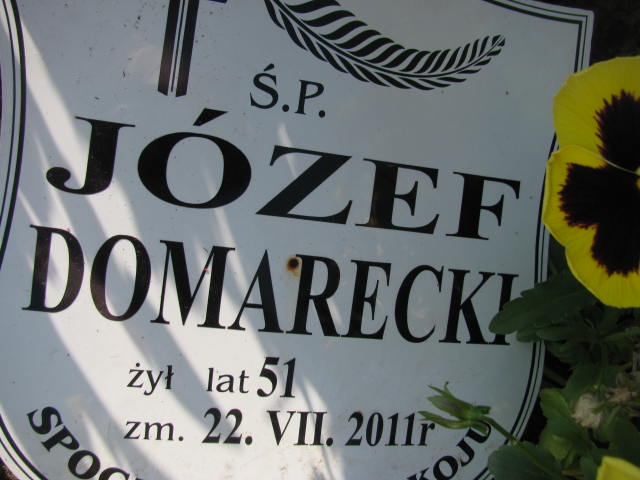 Ś.P.
JÓZEF
DOMARECKI
żył lat 51
zm. 22. VII. 2011r